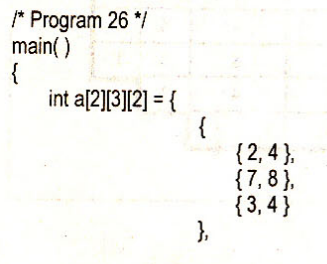 /* Program 26 */
main( )
{
int a[2][3][2] = {
{
{ 2, 4 },
{ 7, 8 },
{ 3, 4 }
},